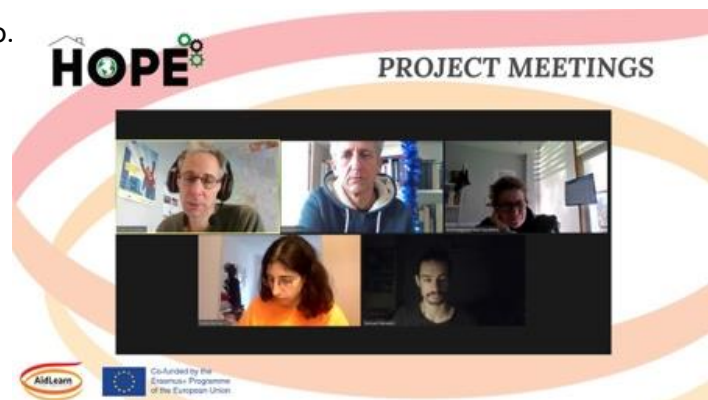 o.
HOPE
PROJECT MEETINGS
AidLearn
Co-funded by the
Erasmus+ Programme
of the European Union